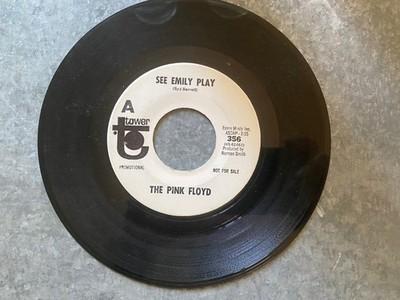 SEE EMILY PLAY
(Syd Barrett)
A
tower
PROMOTIONAL
356
Produced by
Norman Smith
NOT FOR SALE
THE PINK FLOYD